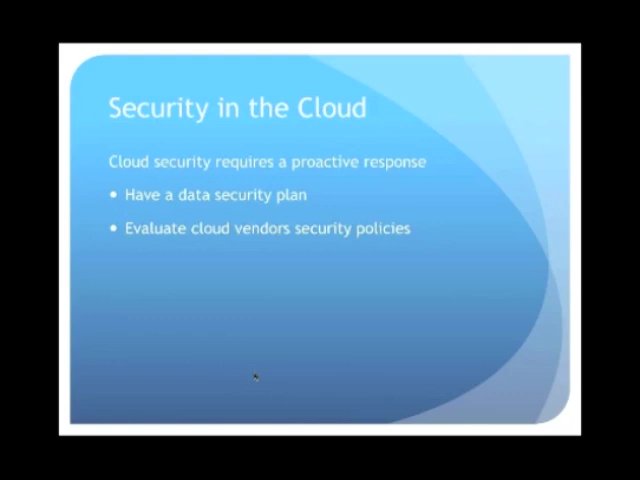 Security in the Cloud
Cloud security requires a proactive response
• Have a data security plan
• Evaluate cloud vendors security policies